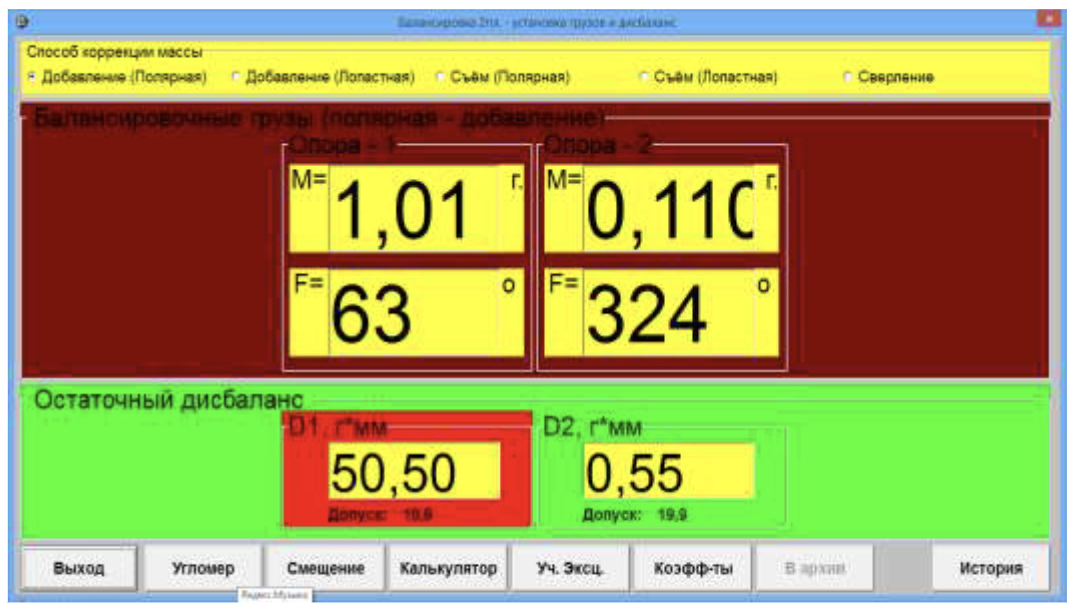 Балансировка 2пл. - установка грузов и дисбаланс
Способ коррекции массы
Добавление (Полярная) Добавление (Лопастная) Съём (Полярная) Съём (Лопастная) Сверление
Балансировочные грузы (полярная - добавление)
Опора - 1 Опора - 2
M= 1,01 г. M= 0,110 г.
F= 63 o F= 324 o
Остаточный дисбаланс
D1, г*мм D2, г*мм
50,50 0,55
Допуск: 19,9 Допуск: 19,9
Выход Угломер Смещение Калькулятор Уч. Эксц. Коэфф-ты В архив История
Яндекс.Музыка